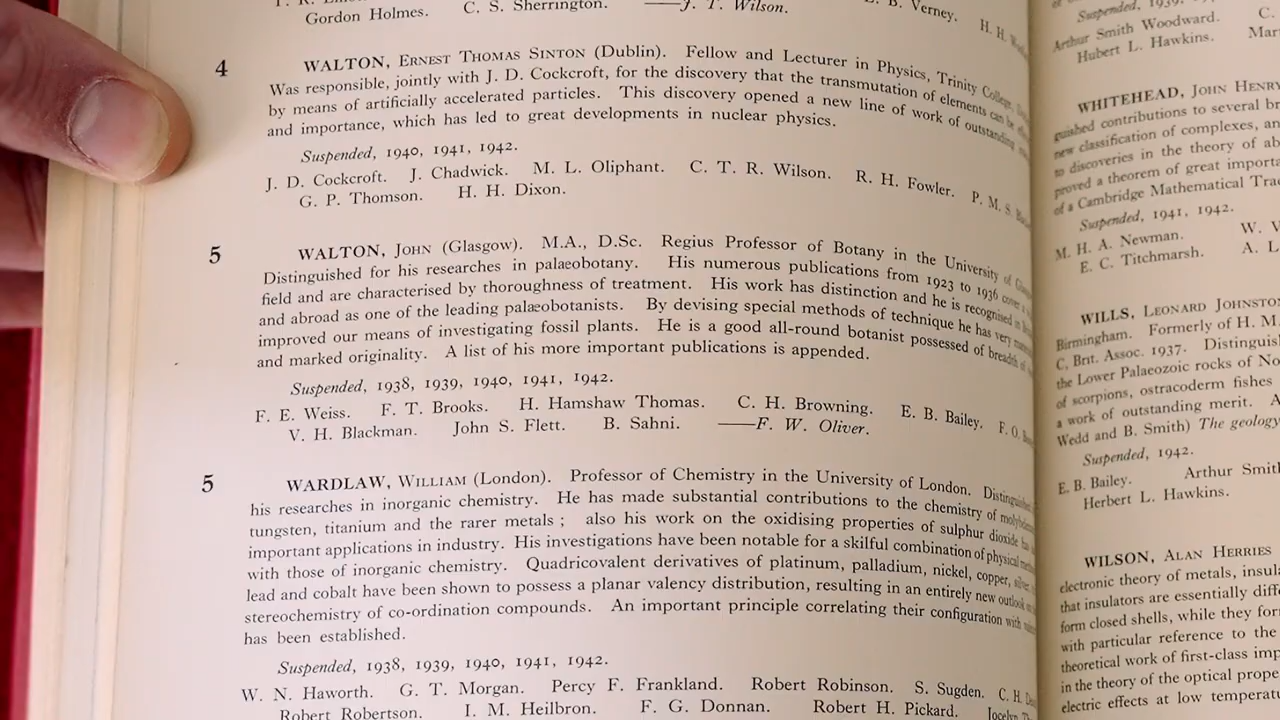 Gordon Holmes. C. S. Sherrington. ——J. T. Wilson. B. Verney. H. H.
4 WALTON, ERNEST THOMAS SINTON (Dublin). Fellow and Lecturer in Physics, Trinity College,
Was responsible, jointly with J. D. Cockcroft, for the discovery that the transmutation of elements can be
by means of artificially accelerated particles. This discovery opened a new line of work of outstanding
and importance, which has led to great developments in nuclear physics.
Suspended, 1940, 1941, 1942.
J. D. Cockcroft. J. Chadwick. M. L. Oliphant. C. T. R. Wilson. R. H. Fowler. P. M. S.
G. P. Thomson. H. H. Dixon.
5 WALTON, JOHN (Glasgow). M.A., D.Sc. Regius Professor of Botany in the University of
Distinguished for his researches in palaeobotany. His numerous publications from 1923 to 1936 cover a
field and are characterised by thoroughness of treatment. His work has distinction and he is recognised in
and abroad as one of the leading palæobotanists. By devising special methods of technique he has very
improved our means of investigating fossil plants. He is a good all-round botanist possessed of breadth of
and marked originality. A list of his more important publications is appended.
Suspended, 1938, 1939, 1940, 1941, 1942.
F. E. Weiss. F. T. Brooks. H. Hamshaw Thomas. C. H. Browning. E. B. Bailey. F. O.
V. H. Blackman. John S. Flett. B. Sahni. ——F. W. Oliver.
5 WARDLAW, WILLIAM (London). Professor of Chemistry in the University of London. Distinguished
his researches in inorganic chemistry. He has made substantial contributions to the chemistry of
tungsten, titanium and the rarer metals ; also his work on the oxidising properties of sulphur dioxide has
important applications in industry. His investigations have been notable for a skilful combination of physical
with those of inorganic chemistry. Quadricovalent derivatives of platinum, palladium, nickel, copper,
lead and cobalt have been shown to possess a planar valency distribution, resulting in an entirely new outlook
stereochemistry of co-ordination compounds. An important principle correlating their configuration with
has been established.
Suspended, 1938, 1939, 1940, 1941, 1942.
W. N. Haworth. G. T. Morgan. Percy F. Frankland. Robert Robinson. S. Sugden. C. H.
Robert Robertson. I. M. Heilbron. F. G. Donnan. Robert H. Pickard. Jocelyn
Suspended, 1939.
Arthur Smith Woodward. C.
Hubert L. Hawkins.
WHITEHEAD, JOHN HENRY
guished contributions to several
new classification of complexes,
to discoveries in the theory of
proved a theorem of great
of a Cambridge Mathematical
Suspended, 1941, 1942.
M. H. A. Newman. W. V
E. C. Titchmarsh. A. L
WILLS, LEONARD
Birmingham. Formerly of H. M.
C, Brit. Assoc. 1937.
the Lower Palaeozoic rocks of
of scorpions, ostracoderm fishes
a work of outstanding merit. A
Wedd and B. Smith) The geology
Suspended, 1942.
E. B. Bailey. Arthur
Herbert L. Hawkins.
WILSON, ALAN HERRIES
electronic theory of metals,
that insulators are essentially
form closed shells, while they
with particular reference to the
theoretical work of first-class
in the theory of the optical
electric effects at low